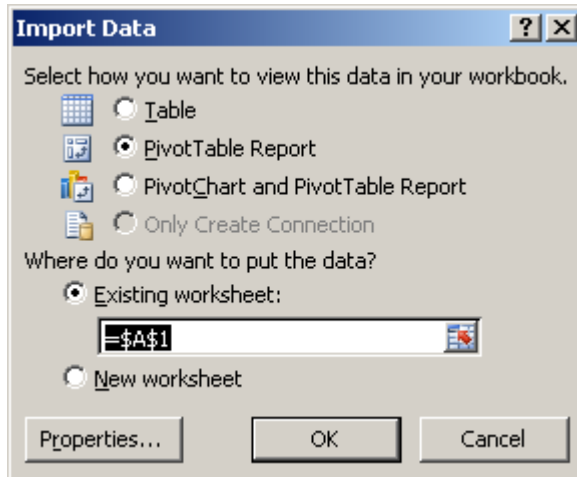 Import Data
Select how you want to view this data in your workbook.
Table
PivotTable Report
PivotChart and PivotTable Report
Only Create Connection
Where do you want to put the data?
Existing worksheet:
=$A$1
New worksheet
Properties... OK Cancel